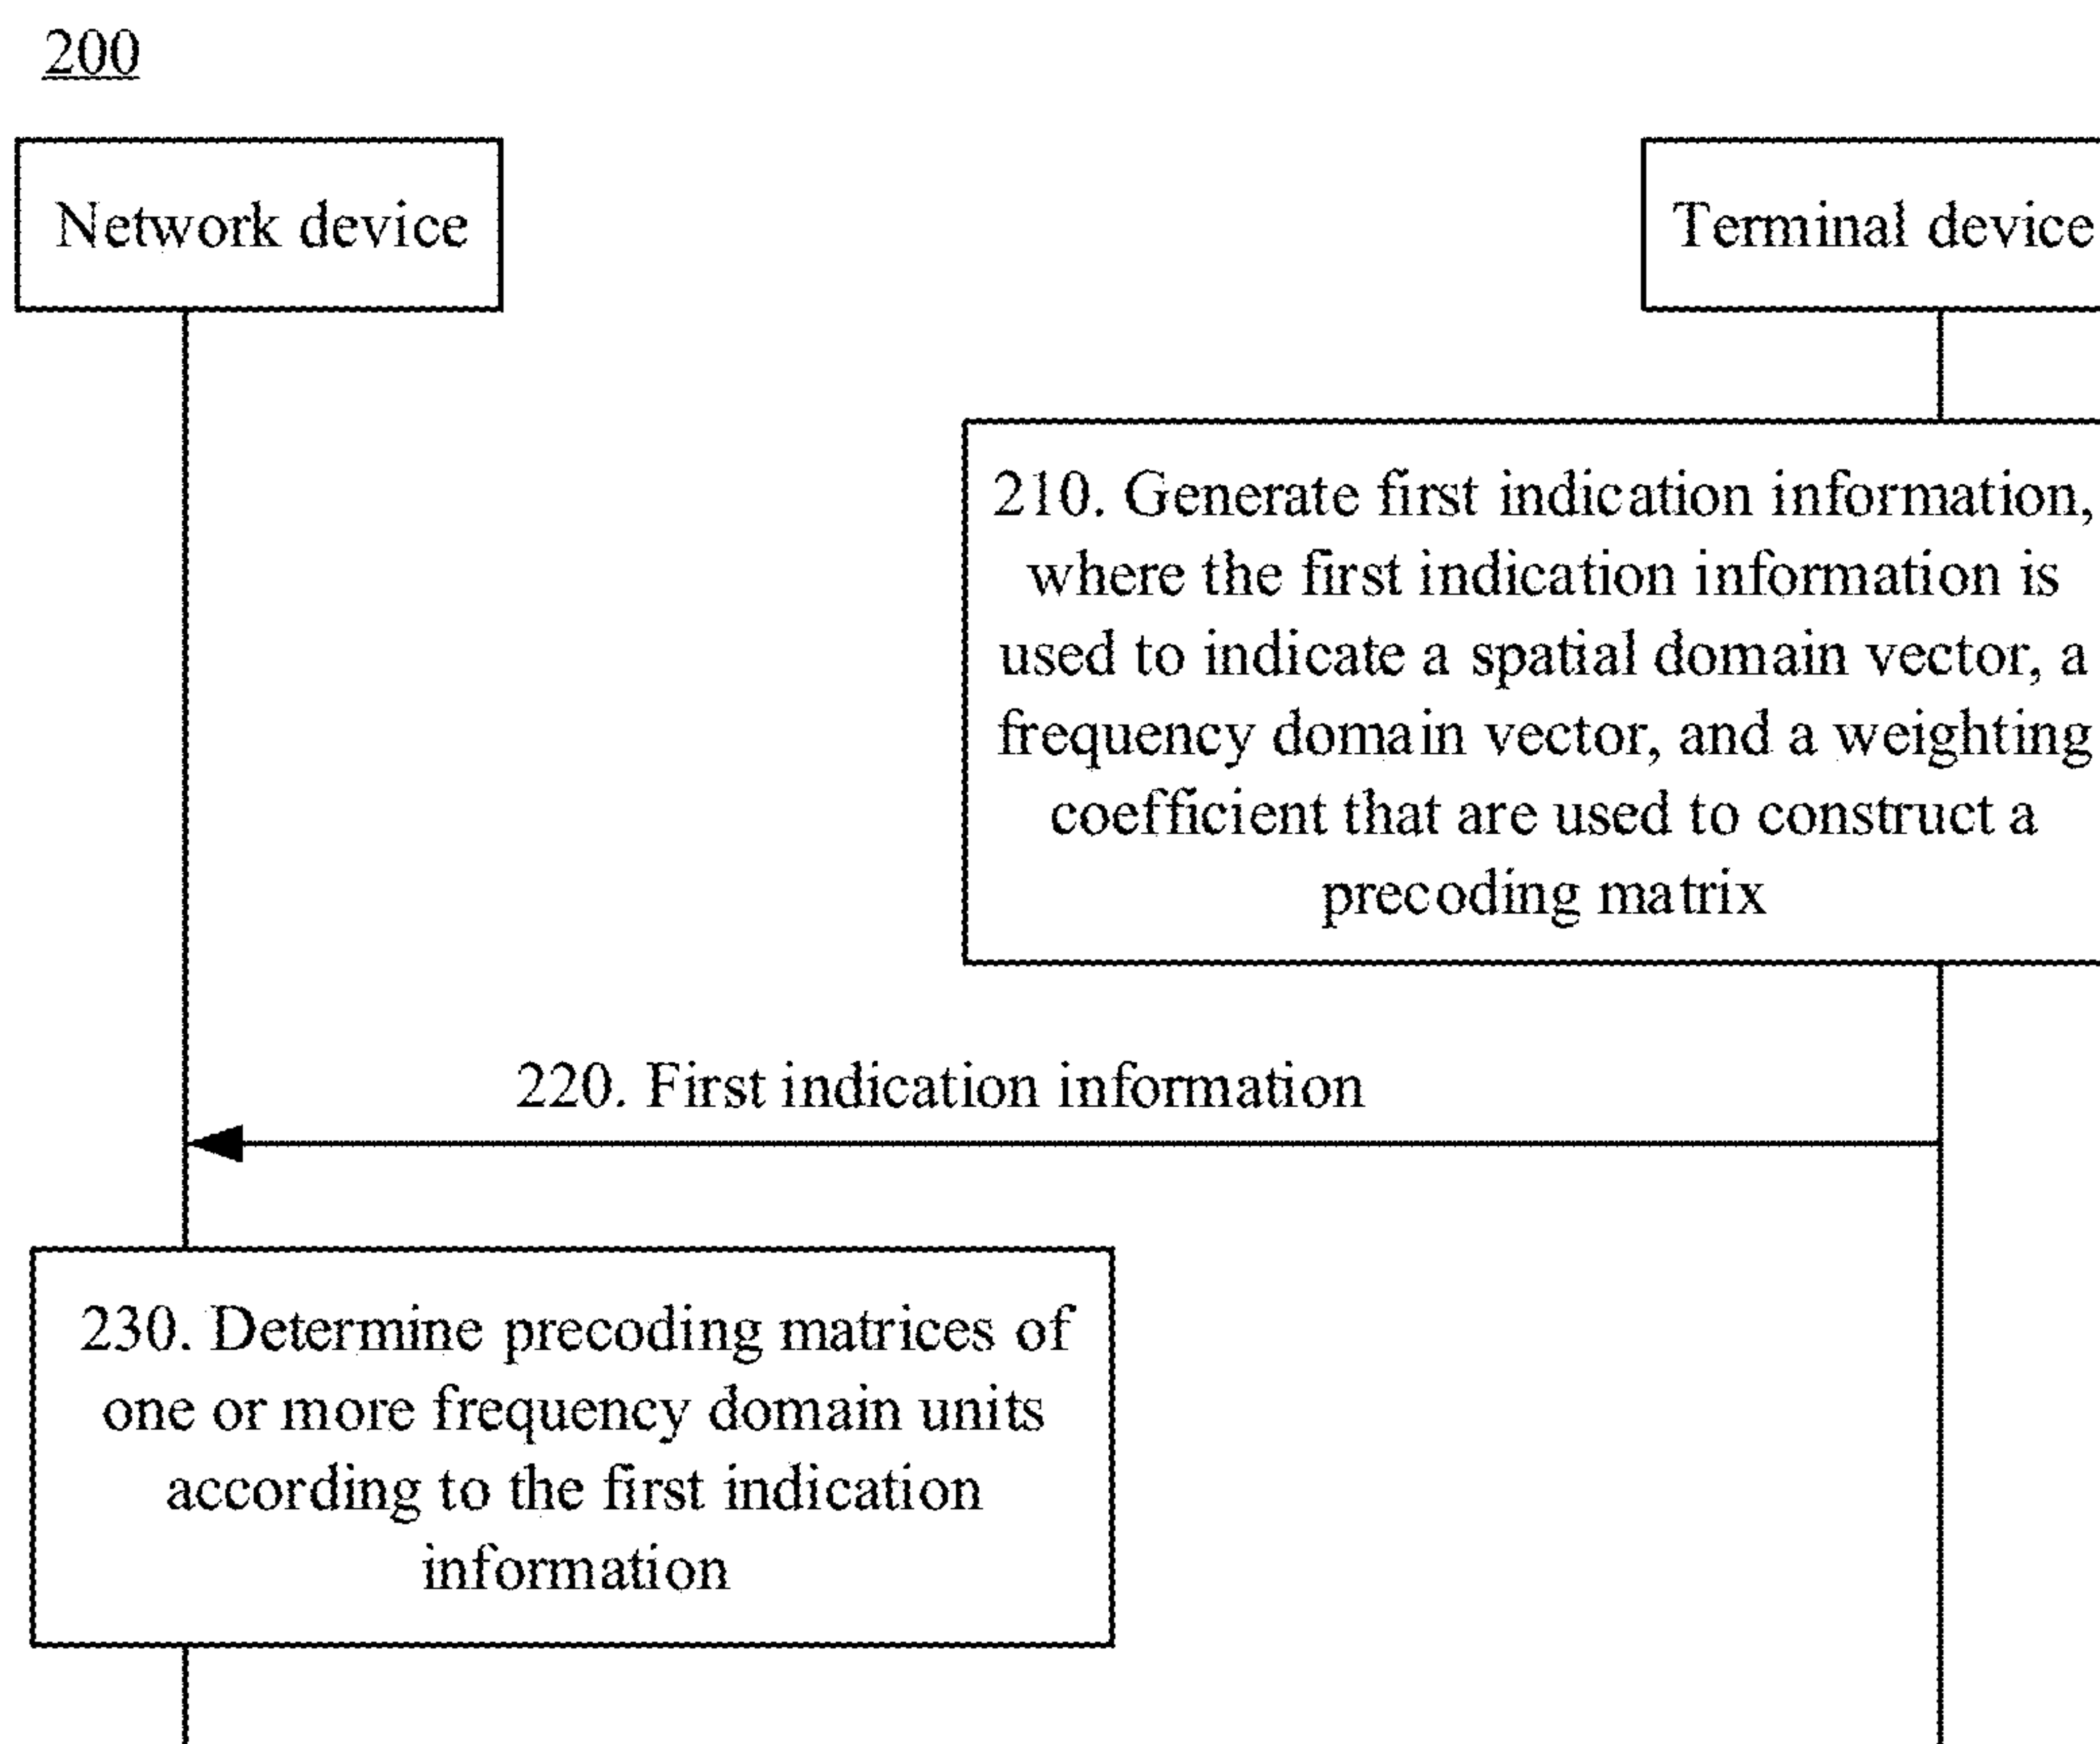 200
Network device
Terminal device
210. Generate first indication information,
where the first indication information is
used to indicate a spatial domain vector, a
frequency domain vector, and a weighting
coefficient that are used to construct a
precoding matrix
220. First indication information
230. Determine precoding matrices of
one or more frequency domain units
according to the first indication
information